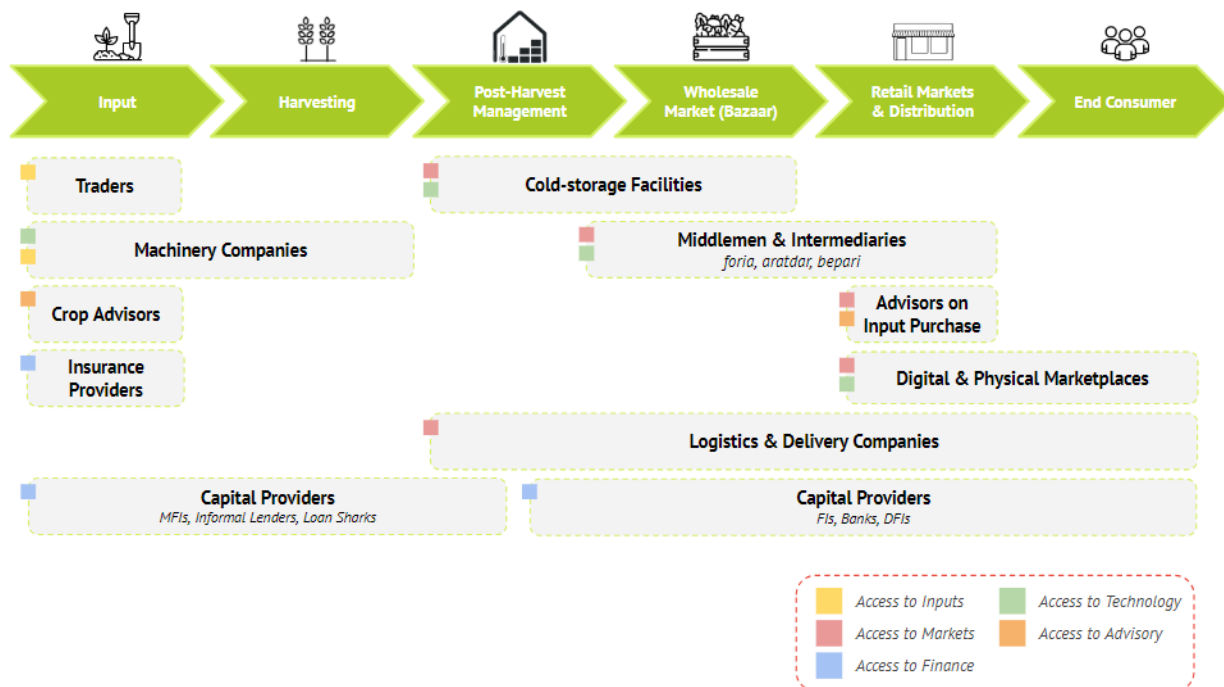 Input
Harvesting
Post-Harvest
Management
Wholesale
Market (Bazaar)
Retail Markets
& Distribution
End Consumer
Traders
Cold-storage Facilities
Machinery Companies
Middlemen & Intermediaries
foria, aratdar, bepari
Crop Advisors
Advisors on
Input Purchase
Insurance
Providers
Digital & Physical Marketplaces
Logistics & Delivery Companies
Capital Providers
MFIs, Informal Lenders, Loan Sharks
Capital Providers
FIs, Banks, DFIs
Access to Inputs
Access to Technology
Access to Markets
Access to Advisory
Access to Finance